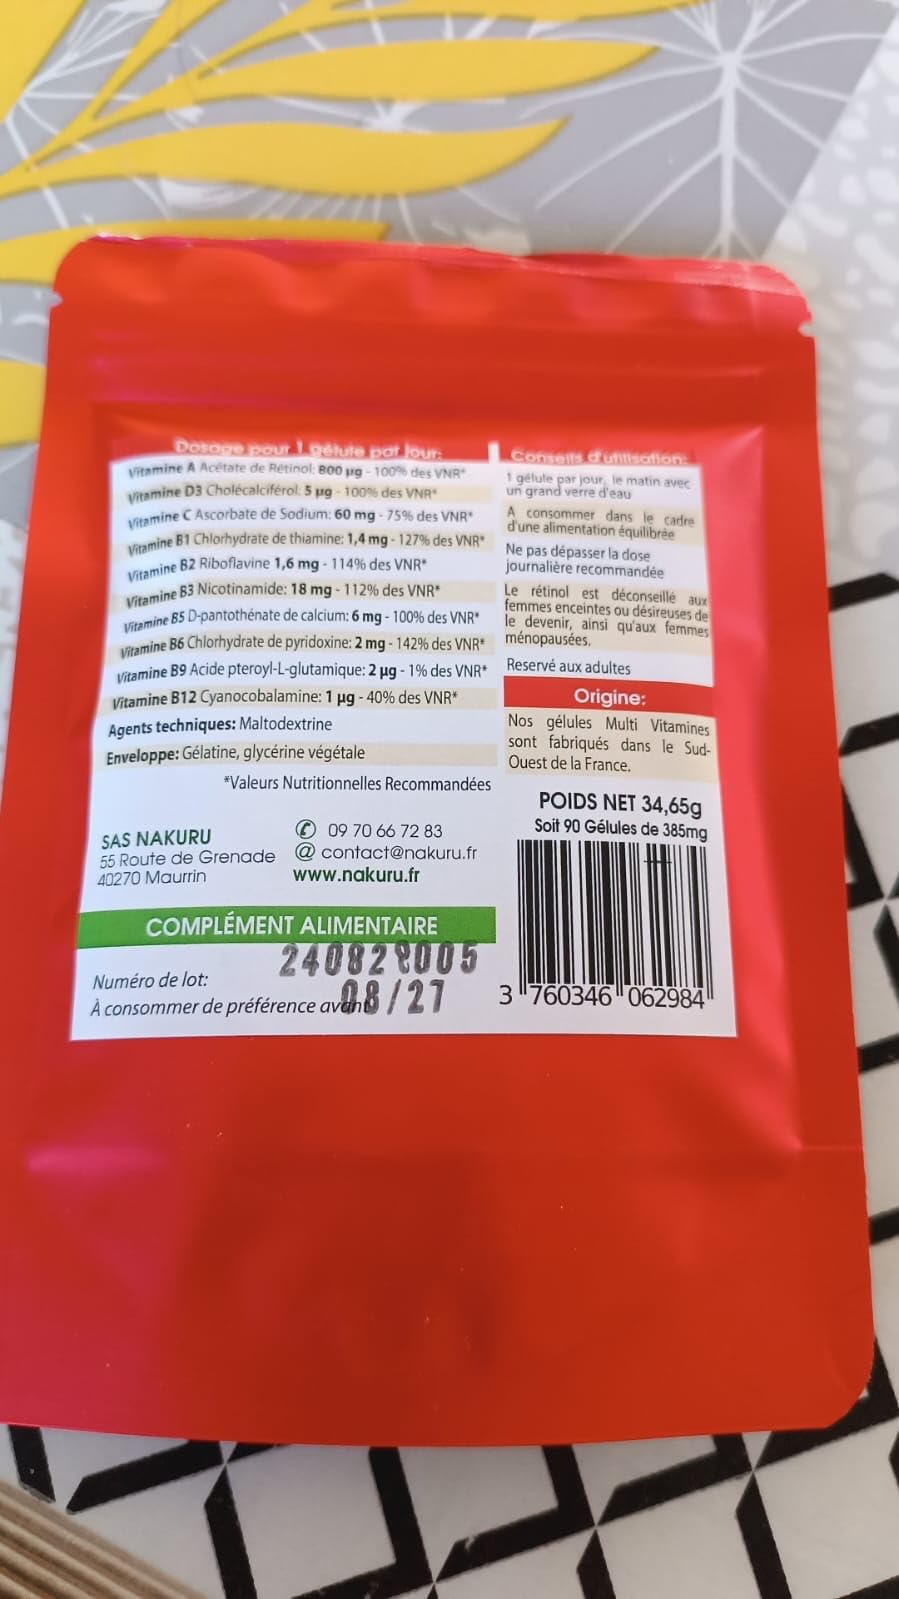 Dosage pour 1 gélule par jour:
Vitamine A Acétate de Rétinol: 800 µg - 100% des VNR*
Vitamine D3 Cholécalciférol: 5 µg - 100% des VNR*
Vitamine C Ascorbate de Sodium: 60 mg - 75% des VNR*
Vitamine B1 Chlorhydrate de thiamine: 1,4 mg - 127% des VNR*
Vitamine B2 Riboflavine 1,6 mg - 114% des VNR*
Vitamine B3 Nicotinamide: 18 mg - 112% des VNR*
Vitamine B5 D-pantothénate de calcium: 6 mg - 100% des VNR*
Vitamine B6 Chlorhydrate de pyridoxine: 2 mg - 142% des VNR*
Vitamine B9 Acide pteroyl-L-glutamique: 2 µg - 1% des VNR*
Vitamine B12 Cyanocobalamine: 1 µg - 40% des VNR*
Agents techniques: Maltodextrine
Enveloppe: Gélatine, glycérine végétale
*Valeurs Nutritionnelles Recommandées
Conseils d'utilisation:
1 gélule par jour, le matin avec
un grand verre d'eau
A consommer dans le cadre
d'une alimentation équilibrée
Ne pas dépasser la dose
journalière recommandée
Le rétinol est déconseillé aux
femmes enceintes ou désireuses de
le devenir, ainsi qu'aux femmes
ménopausées.
Reservé aux adultes
Origine:
Nos gélules Multi Vitamines
sont fabriqués dans le Sud-
Ouest de la France.
POIDS NET 34,65g
Soit 90 Gélules de 385mg
SAS NAKURU
55 Route de Grenade
40270 Maurrin
09 70 66 72 83
@ contact@nakuru.fr
www.nakuru.fr
COMPLÉMENT ALIMENTAIRE
Numéro de lot: 240828005
À consommer de préférence avant 08/27
3 760346 062984